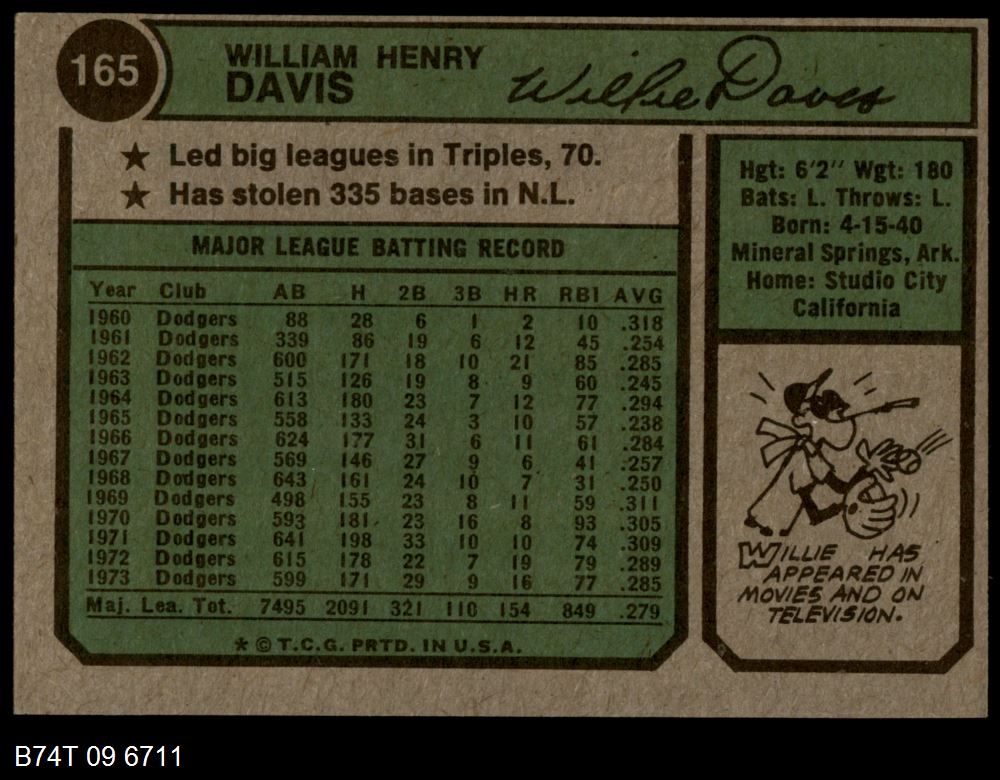 165
WILLIAM HENRY
DAVIS
Willie Davis
★ Led big leagues in Triples, 70.
★ Has stolen 335 bases in N.L.
MAJOR LEAGUE BATTING RECORD
Year Club AB H 2B 3B HR RBI AVG
1960 Dodgers 88 28 6 1 2 10 .318
1961 Dodgers 339 86 19 6 12 45 .254
1962 Dodgers 600 171 18 10 21 85 .285
1963 Dodgers 515 126 19 8 9 60 .245
1964 Dodgers 613 180 23 7 12 77 .294
1965 Dodgers 558 133 24 3 10 57 .238
1966 Dodgers 624 177 31 6 11 61 .284
1967 Dodgers 569 146 27 9 6 41 .257
1968 Dodgers 643 161 24 10 7 31 .250
1969 Dodgers 498 155 23 8 11 59 .311
1970 Dodgers 593 181 23 16 8 93 .305
1971 Dodgers 641 198 33 10 10 74 .309
1972 Dodgers 615 178 22 7 19 79 .289
1973 Dodgers 599 171 29 9 16 77 .285
Maj. Lea. Tot. 7495 2091 321 110 154 849 .279
* © T.C.G. PRTD. IN U.S.A.
Hgt: 6'2" Wgt: 180
Bats: L. Throws: L.
Born: 4-15-40
Mineral Springs, Ark.
Home: Studio City
California
WILLIE HAS
APPEARED IN
MOVIES AND ON
TELEVISION.
B74T 09 6711